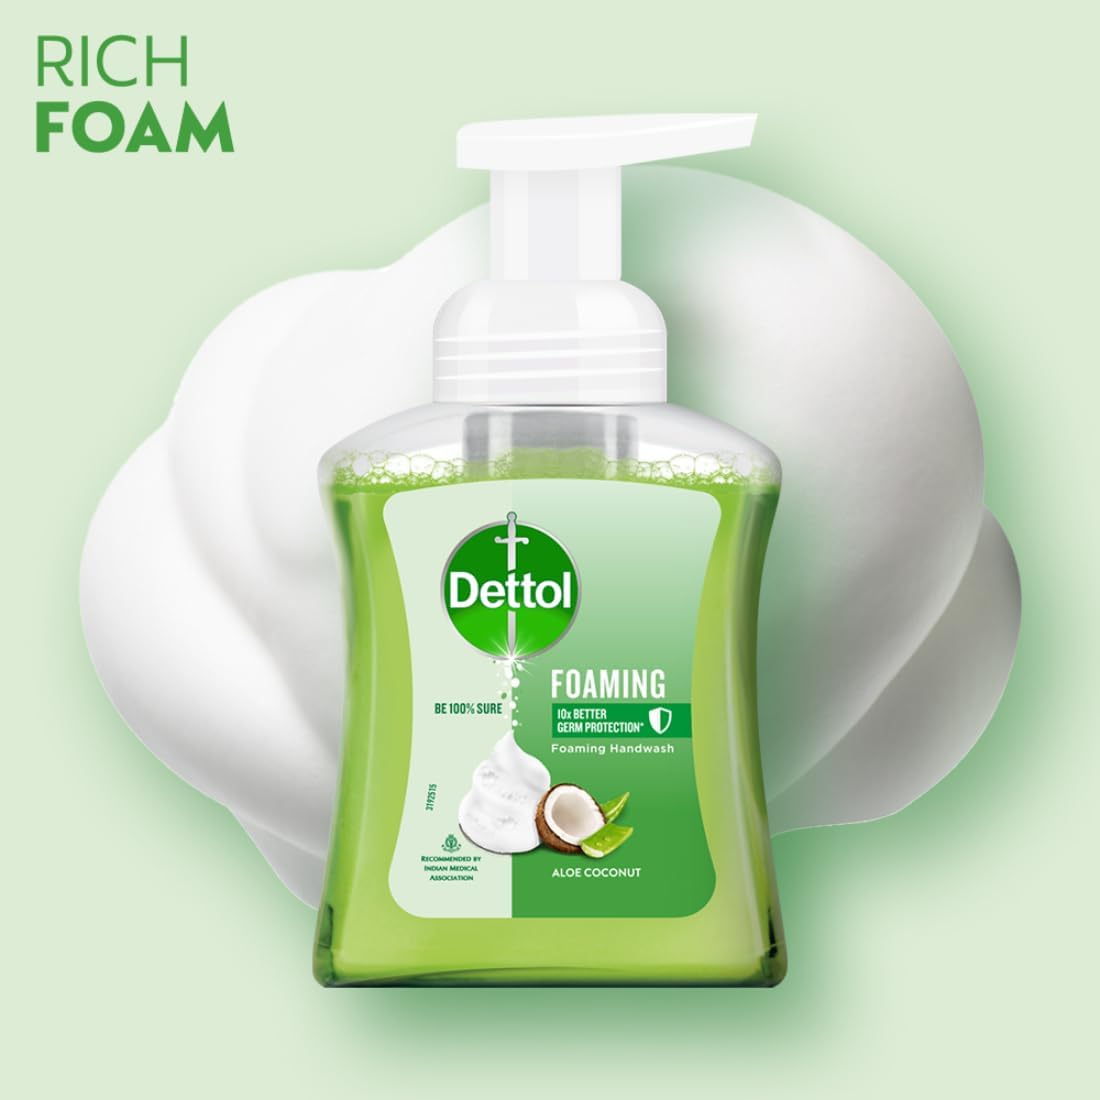 RICH
FOAM
Dettol
FOAMING
BE 100% SURE
10x BETTER
GERM PROTECTION*
Foaming Handwash
3192515
RECOMMENDED BY
INDIAN MEDICAL
ASSOCIATION
ALOE COCONUT